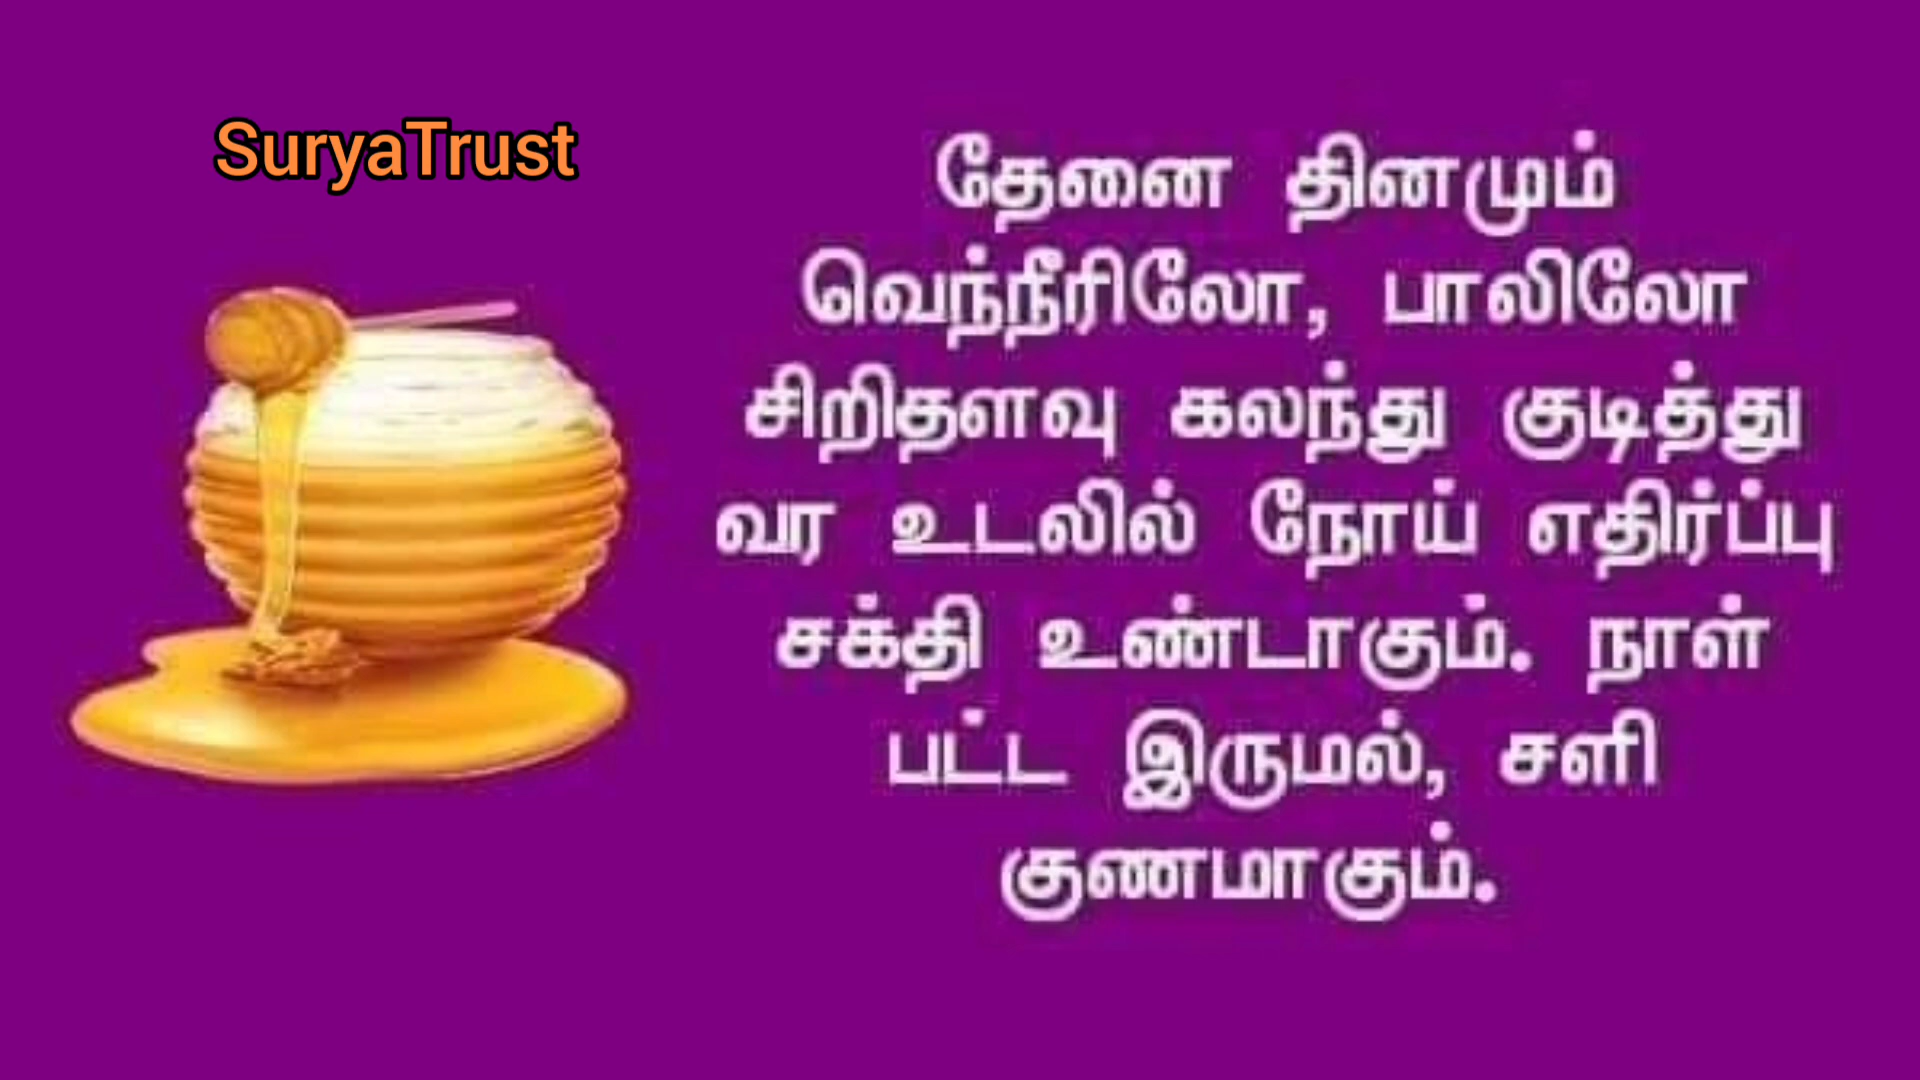 SuryaTrust
தேனை தினமும்
வெந்நீரிலோ, பாலிலோ
சிறிதளவு கலந்து குடித்து
வர உடலில் நோய் எதிர்ப்பு
சக்தி உண்டாகும். நாள்
பட்ட இருமல், சளி
குணமாகும்.